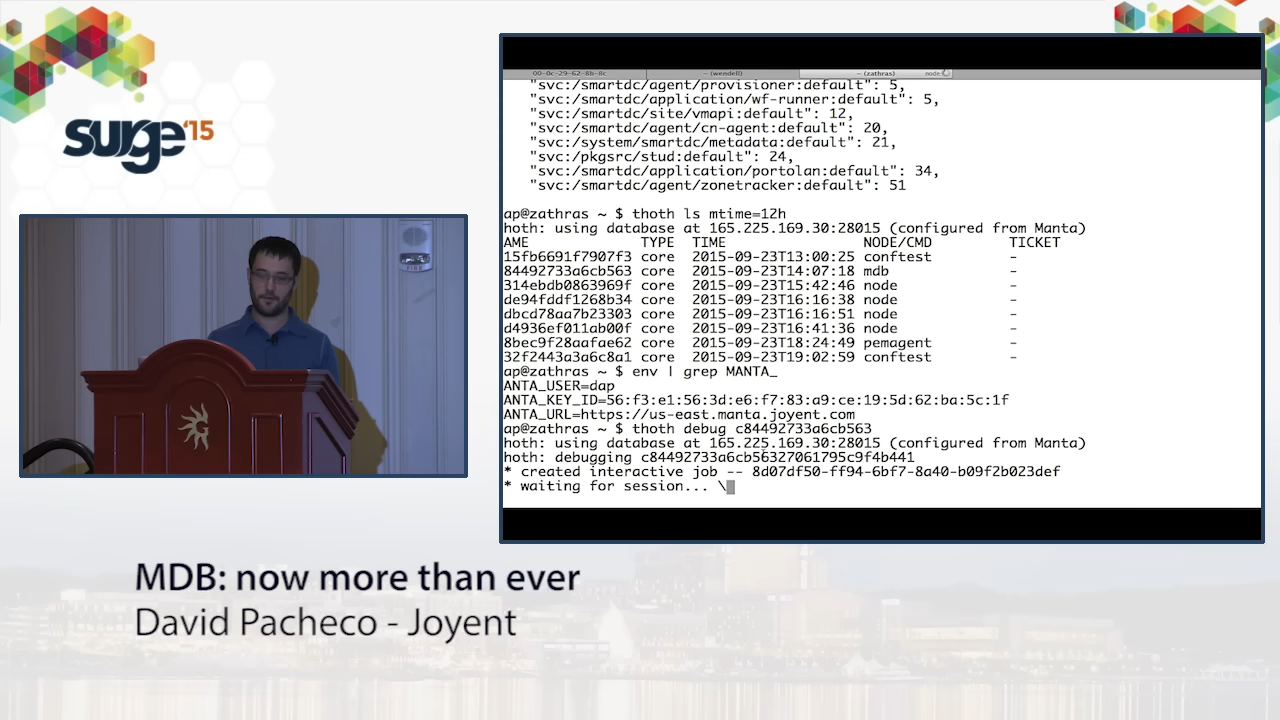 surge '15
00-0c-29-62-8b-8c
~ (wendell)
~ (zathras)
node
"svc:/smartdc/agent/provisioner:default": 5,
"svc:/smartdc/application/wf-runner:default": 5,
"svc:/smartdc/site/vmapi:default": 12,
"svc:/smartdc/agent/cn-agent:default": 20,
"svc:/system/smartdc/metadata:default": 21,
"svc:/pkgsrc/stud:default": 24,
"svc:/smartdc/application/portolan:default": 34,
"svc:/smartdc/agent/zonetracker:default": 51
ap@zathras ~ $ thoth ls mtime=12h
hoth: using database at 165.225.169.30:28015 (configured from Manta)
AME TYPE TIME NODE/CMD TICKET
15fb6691f7907f3 core 2015-09-23T13:00:25 conftest -
84492733a6cb563 core 2015-09-23T14:07:18 mdb -
314ebdb0863969f core 2015-09-23T15:42:46 node -
de94fddf1268b34 core 2015-09-23T16:16:38 node -
dbcd78aa7b23303 core 2015-09-23T16:16:51 node -
d4936ef011ab00f core 2015-09-23T16:41:36 node -
8bec9f28aafae62 core 2015-09-23T18:24:49 pemagent -
32f2443a3a6c8a1 core 2015-09-23T19:02:59 conftest -
ap@zathras ~ $ env | grep MANTA_
ANTA_USER=dap
ANTA_KEY_ID=56:f3:e1:56:3d:e6:f7:83:a9:ce:19:5d:62:ba:5c:1f
ANTA_URL=https://us-east.manta.joyent.com
ap@zathras ~ $ thoth debug c84492733a6cb563
hoth: using database at 165.225.169.30:28015 (configured from Manta)
hoth: debugging c84492733a6cb56327061795c9f4b441
* created interactive job -- 8d07df50-ff94-6bf7-8a40-b09f2b023def
* waiting for session... \
FIRE
MDB: now more than ever
David Pacheco - Joyent